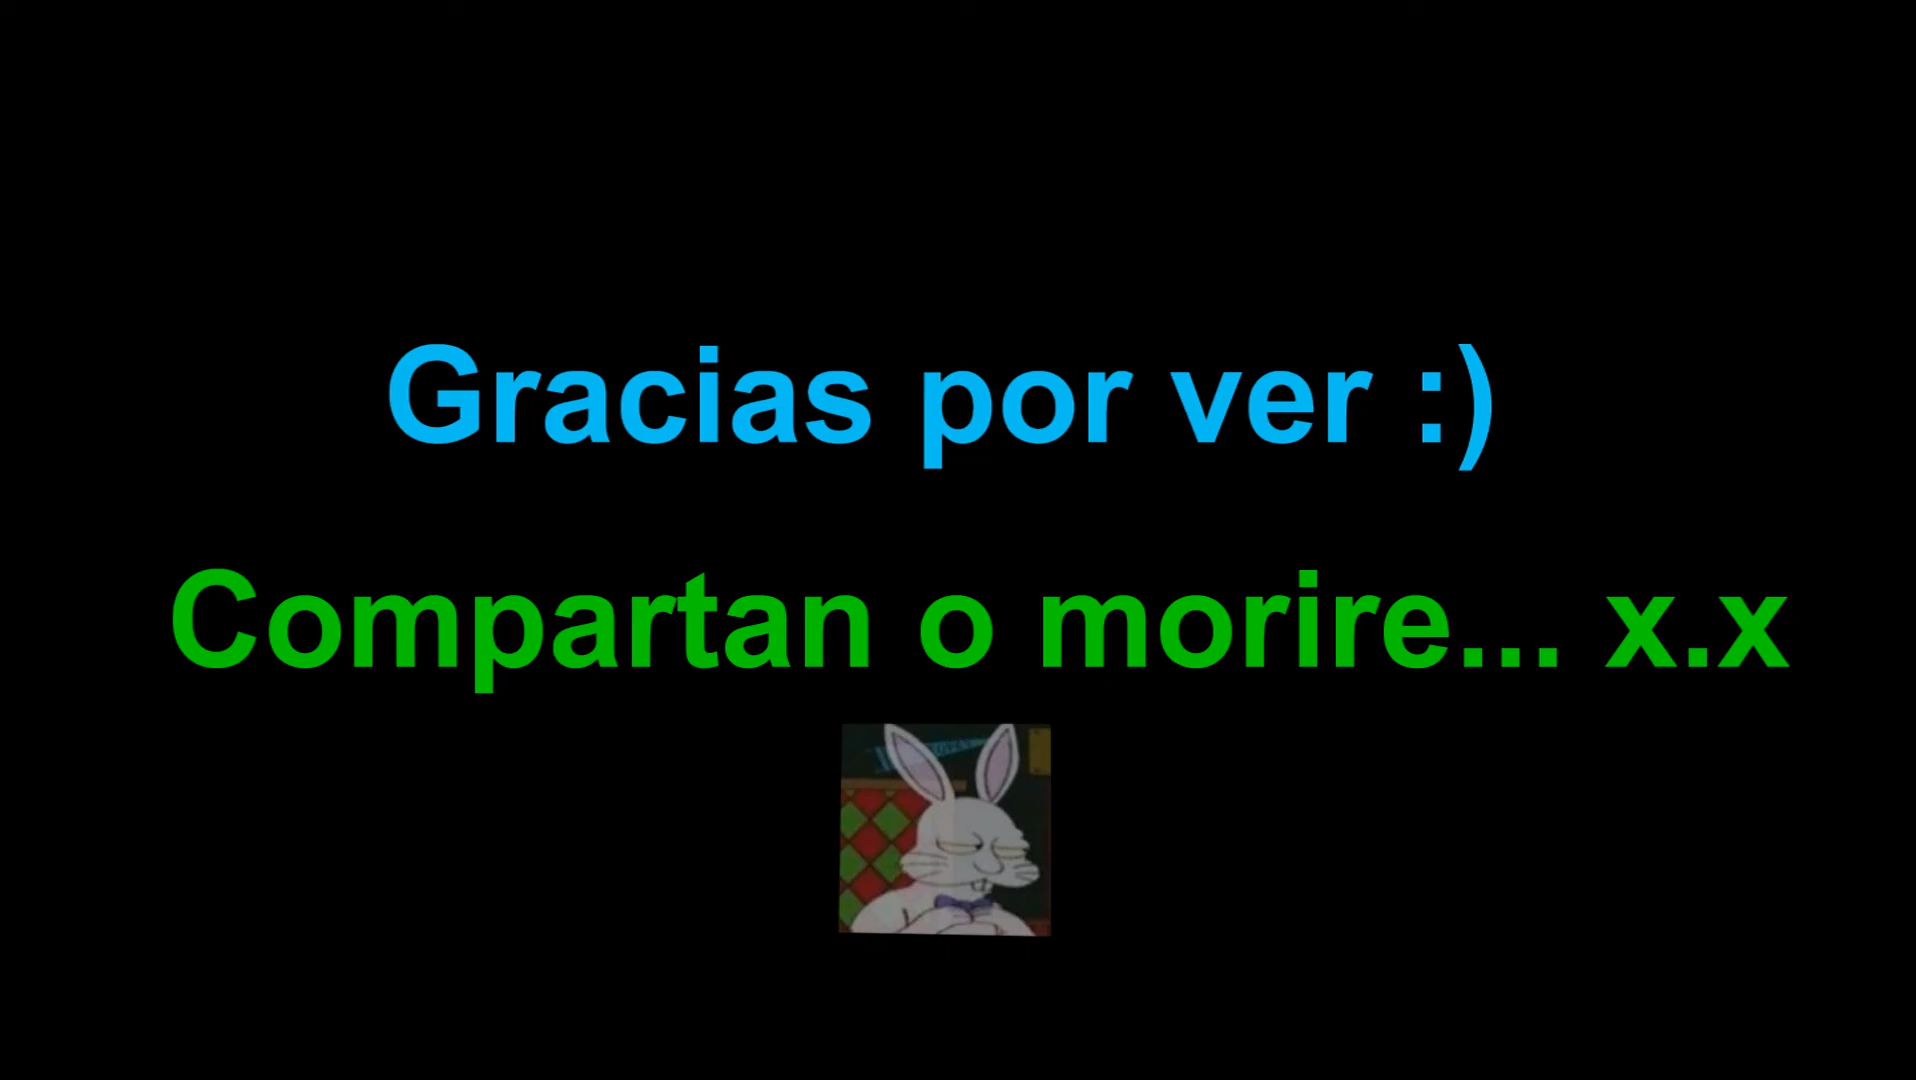 Gracias por ver :)
Compartan o morire... x.x